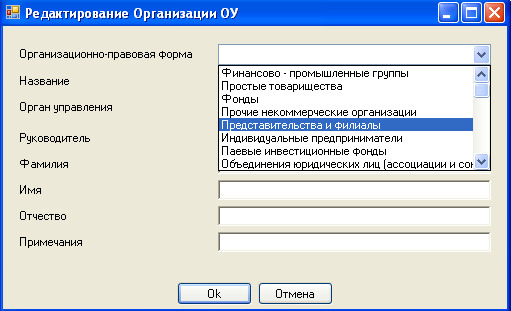 Редактирование Организации ОУ
Организационно-правовая форма
Финансово - промышленные группы
Название
Простые товарищества
Фонды
Орган управления
Прочие некоммерческие организации
Представительства и филиалы
Руководитель
Индивидуальные предприниматели
Паевые инвестиционные фонды
Фамилия
Объединения юридических лиц (ассоциации и сою
Имя
Отчество
Примечания
Ok Отмена